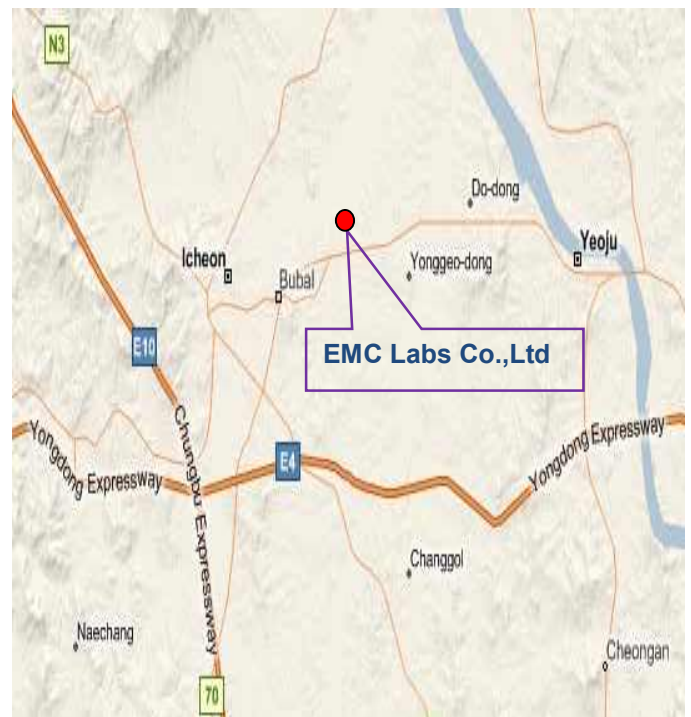 N3
Do-dong
Icheon
Yeoju
Bubal
Yonggeo-dong
EMC Labs Co.,Ltd
E10
Chungbu Expressway
Yongdong Expressway
E4
Yongdong Expressway
Changgol
Naechang
Cheongan
70